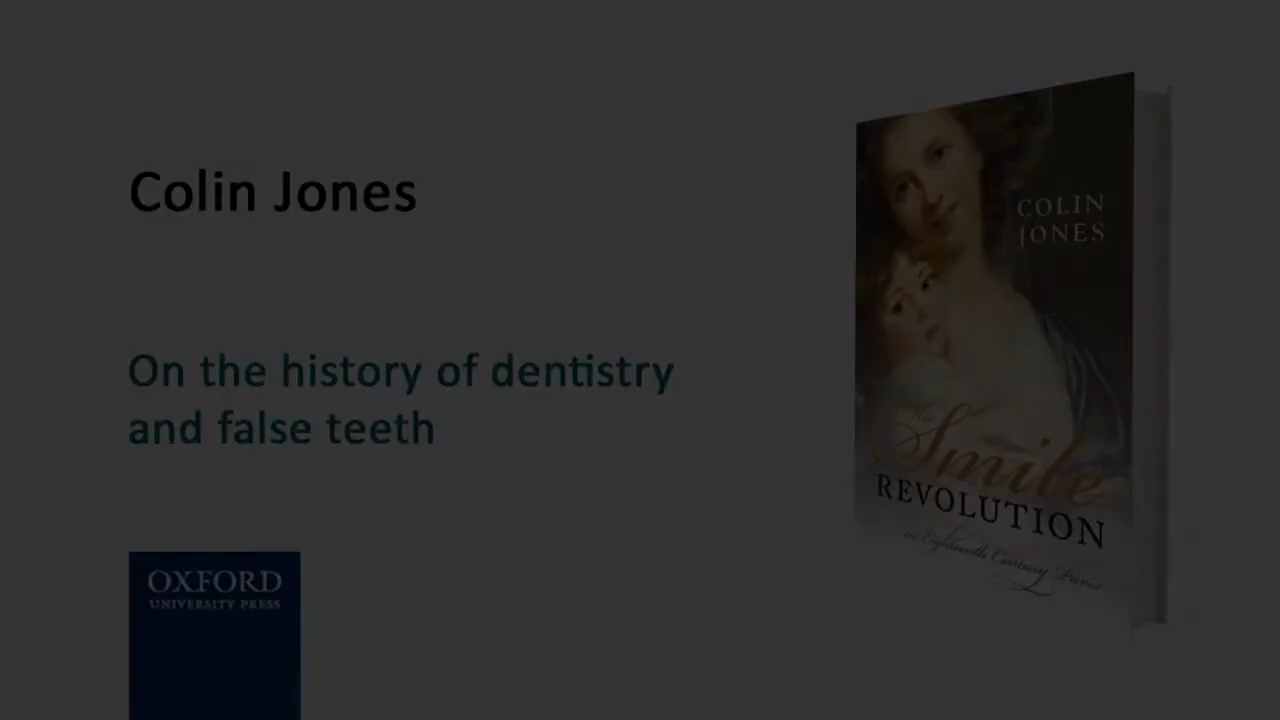 Colin Jones
On the history of dentistry
and false teeth
OXFORD
UNIVERSITY PRESS
COLIN
JONES
The
Smile
REVOLUTION
in Eighteenth Century Paris